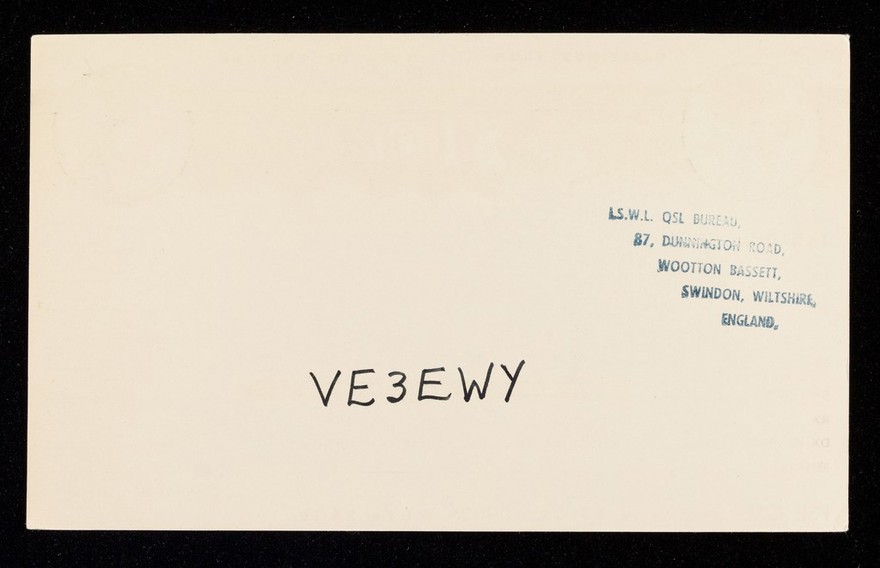 I.S.W.L. QSL BUREAU,
87, DUNNINGTON ROAD,
WOOTTON BASSETT,
SWINDON, WILTSHIRE,
ENGLAND.
VE3EWY